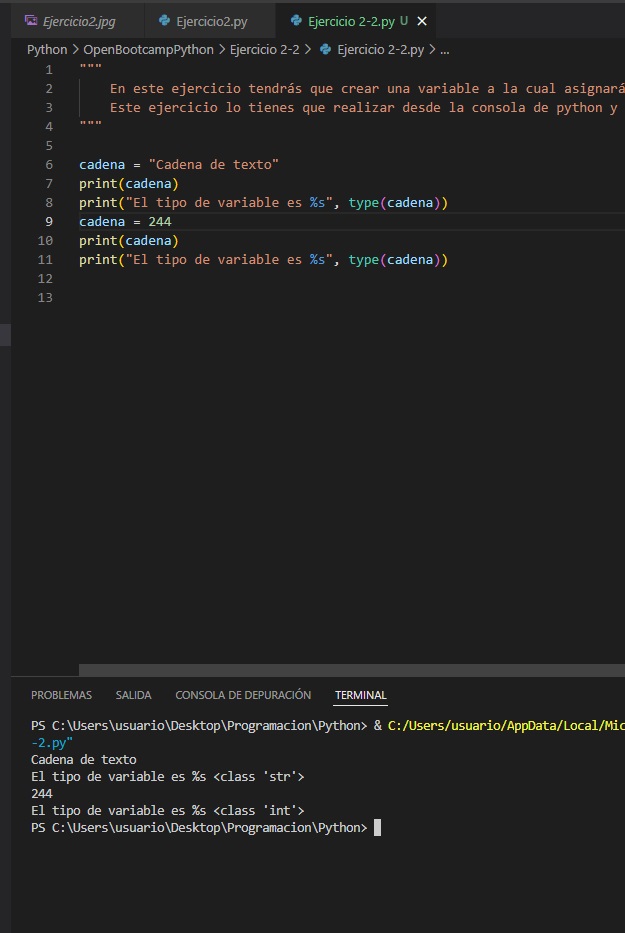 Ejercicio2.jpg Ejercicio2.py Ejercicio 2-2.py U ×
Python > OpenBootcampPython > Ejercicio 2-2 > Ejercicio 2-2.py > ...
1 """
2 En este ejercicio tendrás que crear una variable a la cual asignará
3 Este ejercicio lo tienes que realizar desde la consola de python y
4 """
5
6 cadena = "Cadena de texto"
7 print(cadena)
8 print("El tipo de variable es %s", type(cadena))
9 cadena = 244
10 print(cadena)
11 print("El tipo de variable es %s", type(cadena))
12
13
PROBLEMAS SALIDA CONSOLA DE DEPURACIÓN TERMINAL
PS C:\Users\usuario\Desktop\Programacion\Python> & C:/Users/usuario/AppData/Local/Mic
-2.py"
Cadena de texto
El tipo de variable es %s <class 'str'>
244
El tipo de variable es %s <class 'int'>
PS C:\Users\usuario\Desktop\Programacion\Python>